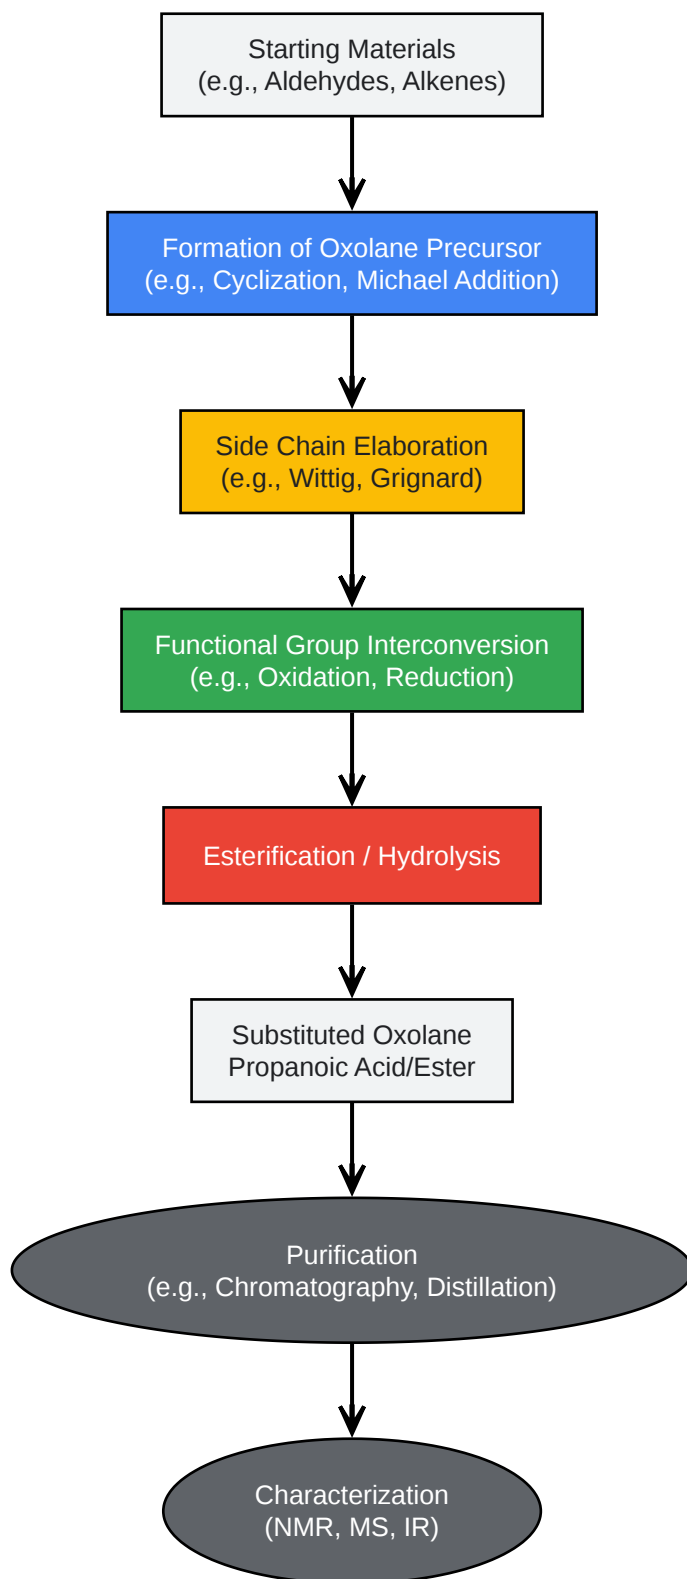 Starting Materials
(e.g., Aldehydes, Alkenes)
Formation of Oxolane Precursor
(e.g., Cyclization, Michael Addition)
Side Chain Elaboration
(e.g., Wittig, Grignard)
Functional Group Interconversion
(e.g., Oxidation, Reduction)
Esterification / Hydrolysis
Substituted Oxolane
Propanoic Acid/Ester
Purification
(e.g., Chromatography, Distillation)
Characterization
(NMR, MS, IR)